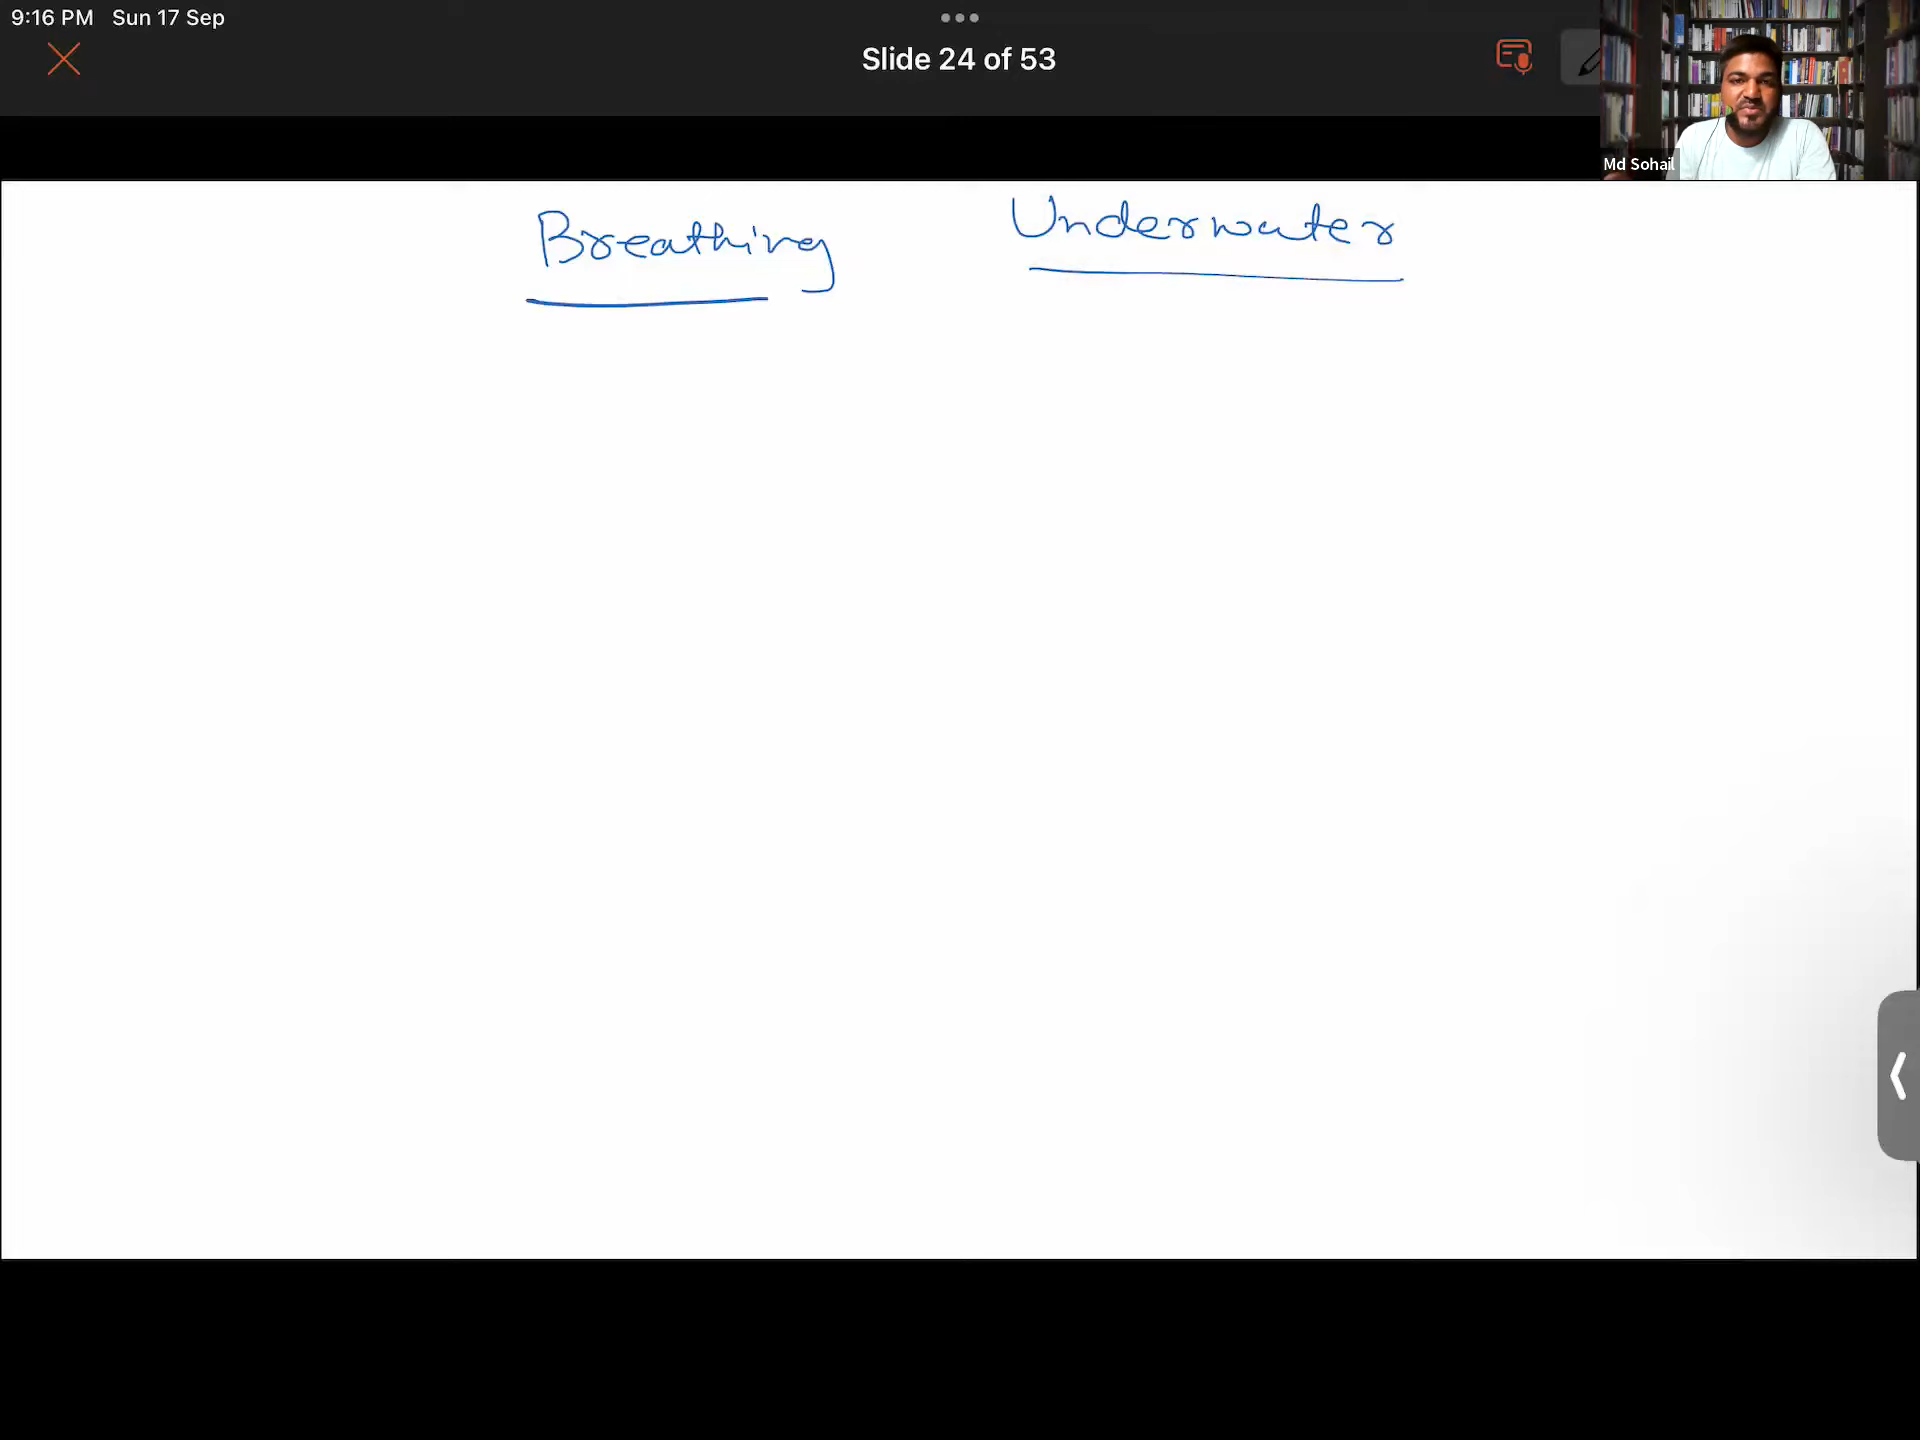 9:16 PM Sun 17 Sep
Slide 24 of 53
Md Sohail
Breathing Underwater